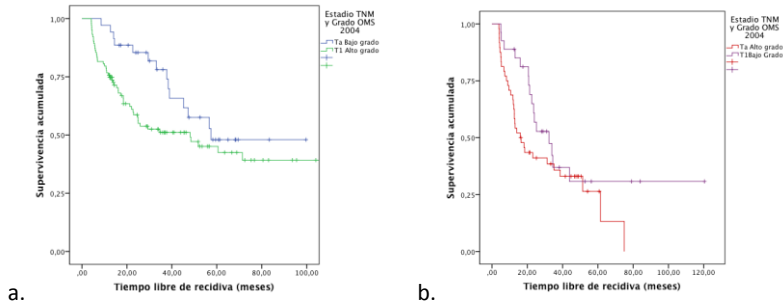 Estadio TNM
y Grado OMS
2004
Ta Bajo grado
T1 Alto grado
Supervivencia acumulada
1,00
0,75
0,50
0,25
0,00
,00 20,00 40,00 60,00 80,00 100,00
Tiempo libre de recidiva (meses)
a.
Estadio TNM
y Grado OMS
2004
Ta Alto grado
T1Bajo Grado
Supervivencia acumulada
1,00
0,75
0,50
0,25
0,00
,00 20,00 40,00 60,00 80,00 100,00 120,00
Tiempo libre de recidiva (meses)
b.